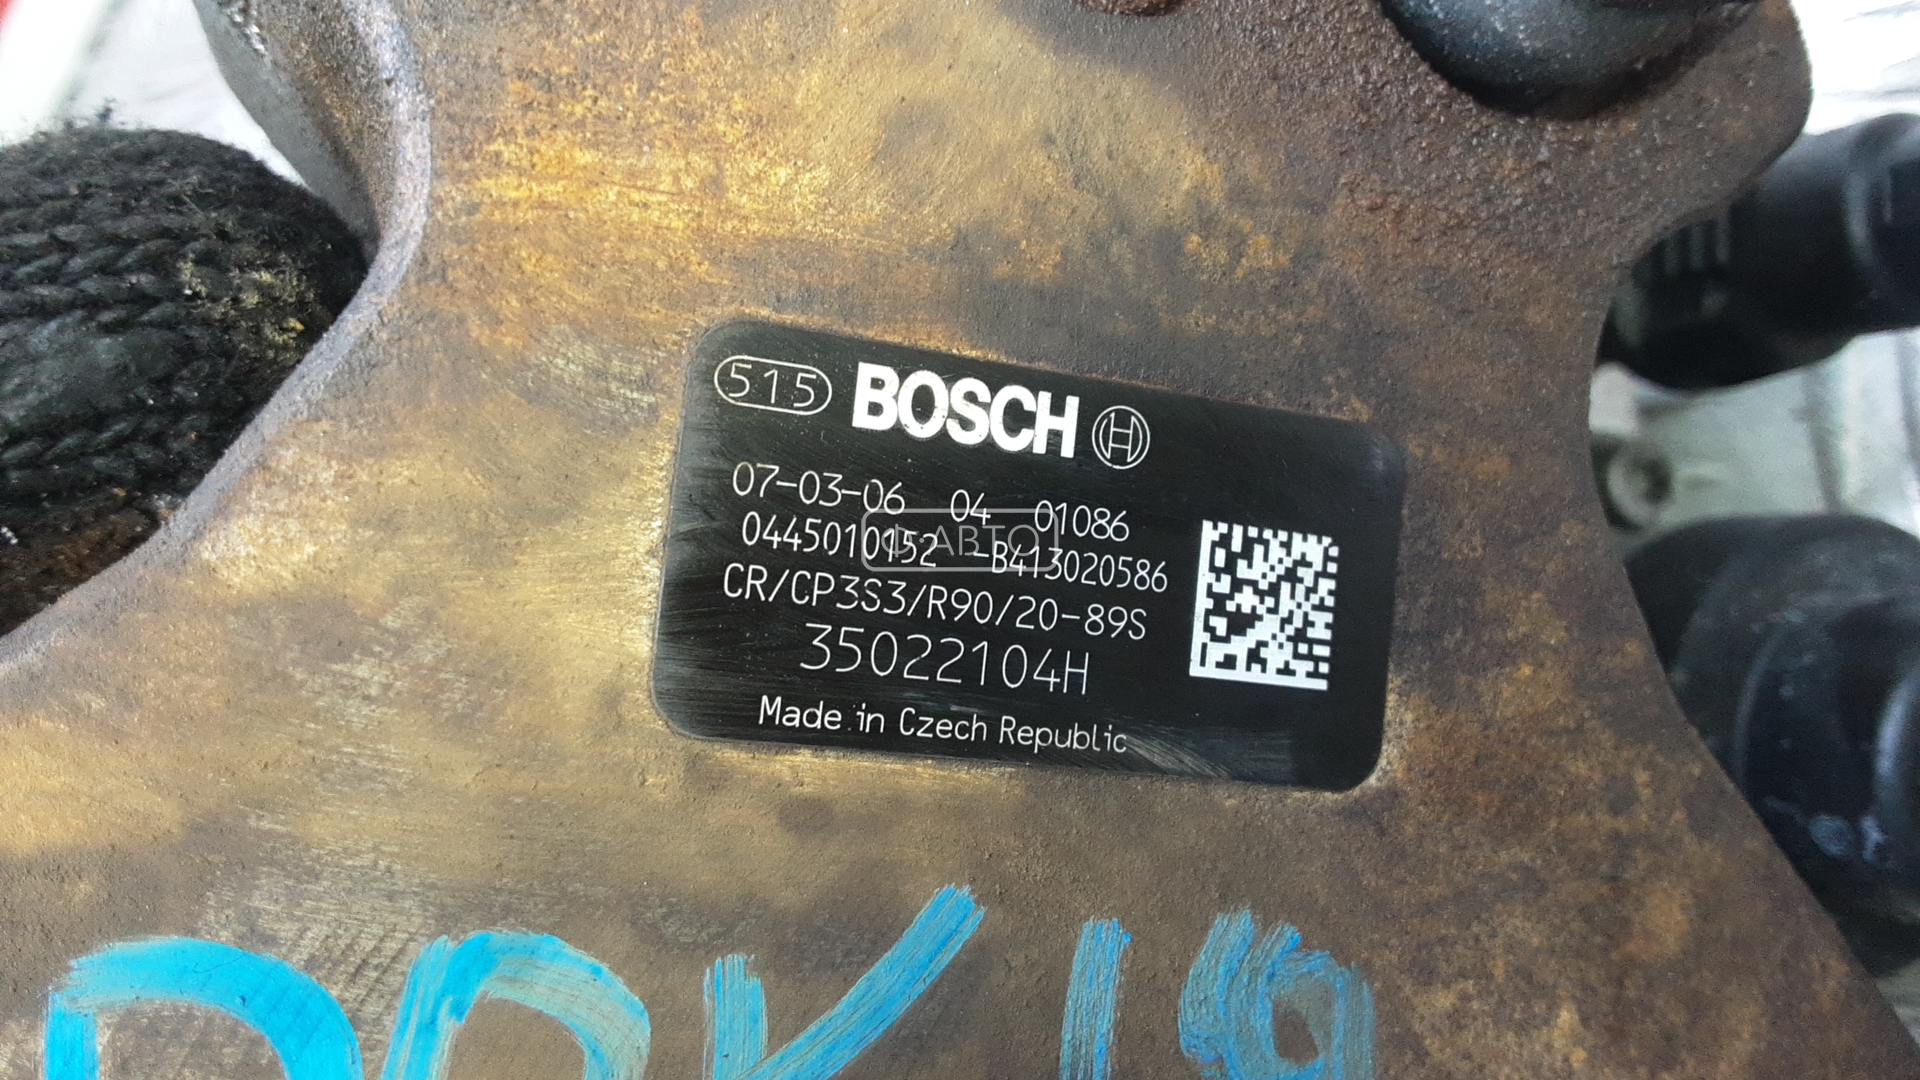 515 BOSCH
07-03-06 04 01086
0445010152 -B413020586
Ф-АВТО
CR/CP3S3/R90/20-89S
35022104H
Made in Czech Republic